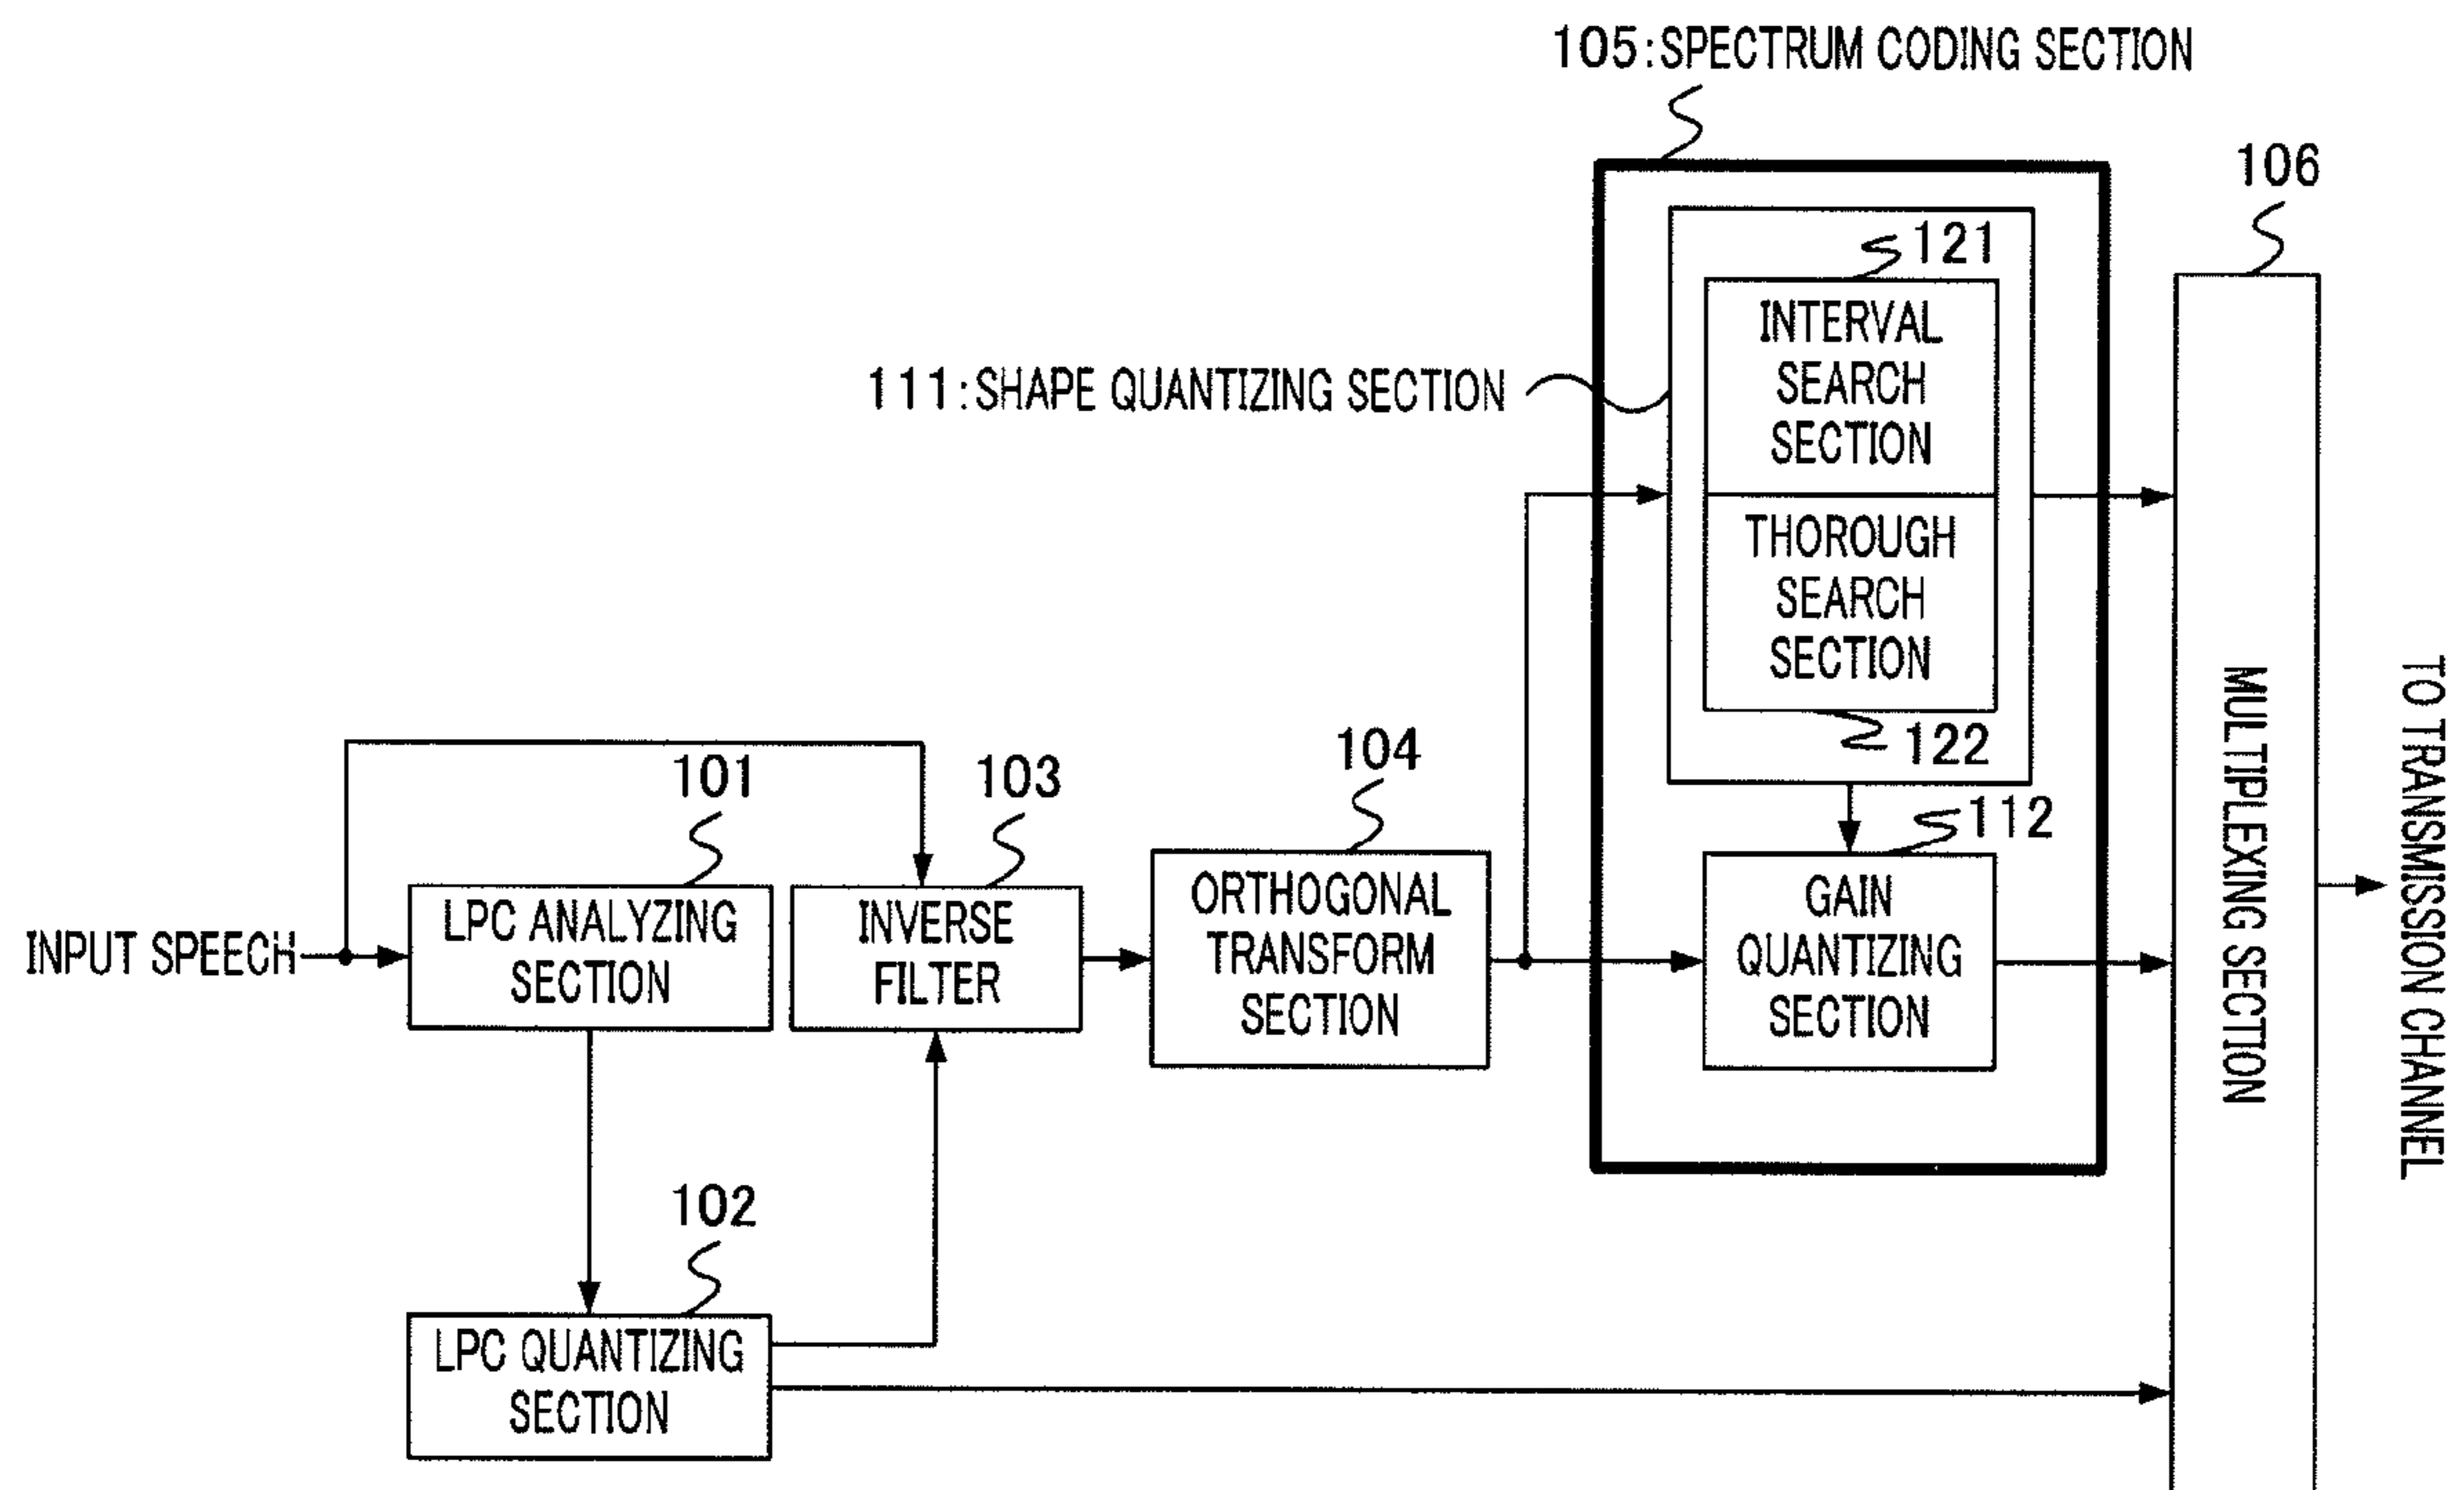 105:SPECTRUM CODING SECTION
106
121
INTERVAL
SEARCH
SECTION
111:SHAPE QUANTIZING SECTION
THOROUGH
SEARCH
SECTION
122
101
103
104
112
INPUT SPEECH
LPC ANALYZING
SECTION
INVERSE
FILTER
ORTHOGONAL
TRANSFORM
SECTION
GAIN
QUANTIZING
SECTION
MULTIPLEXING SECTION
TO TRANSMISSION CHANNEL
102
LPC QUANTIZING
SECTION